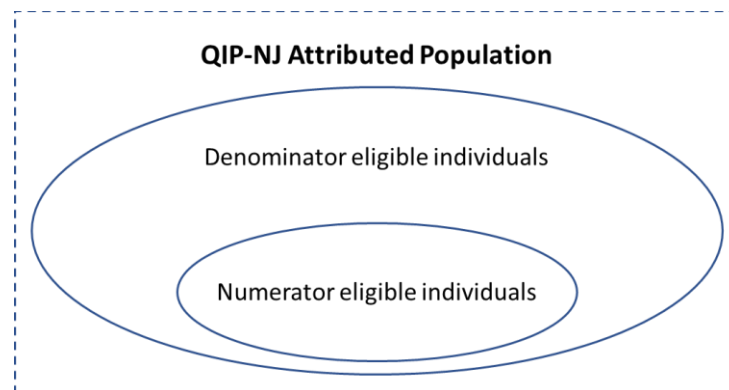 QIP-NJ Attributed Population
Denominator eligible individuals
Numerator eligible individuals